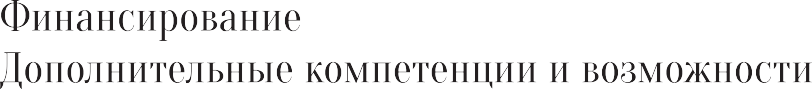 Финансирование
Дополнительные компетенции и возможности